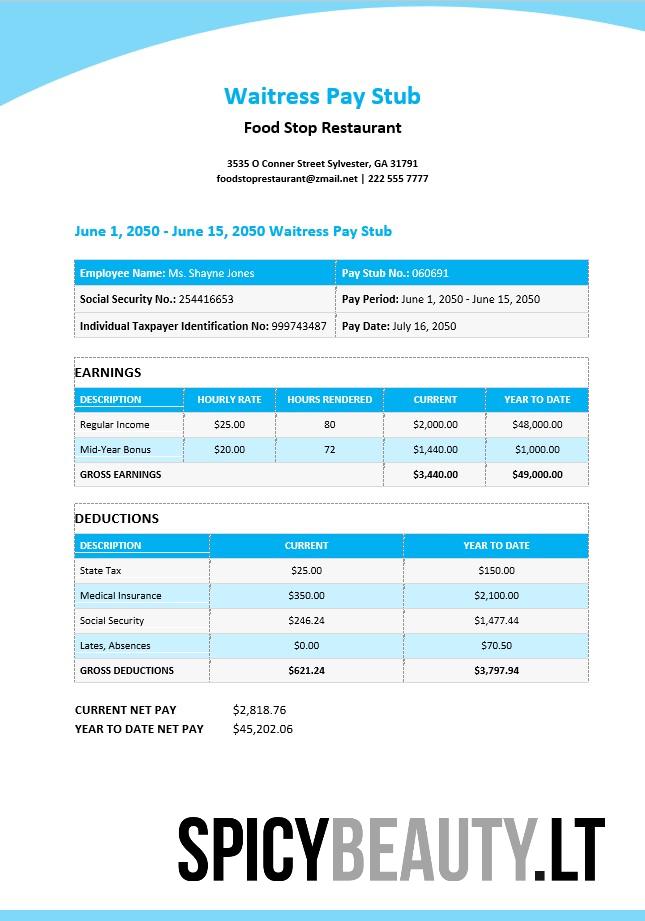 Waitress Pay Stub
Food Stop Restaurant
3535 O Conner Street Sylvester, GA 31791
foodstoprestaurant@zmail.net | 222 555 7777
June 1, 2050 - June 15, 2050 Waitress Pay Stub
Employee Name: Ms. Shayne Jones Pay Stub No.: 060691
Social Security No.: 254416653 Pay Period: June 1, 2050 - June 15, 2050
Individual Taxpayer Identification No: 999743487 Pay Date: July 16, 2050
EARNINGS
DESCRIPTION HOURLY RATE HOURS RENDERED CURRENT YEAR TO DATE
Regular Income $25.00 80 $2,000.00 $48,000.00
Mid-Year Bonus $20.00 72 $1,440.00 $1,000.00
GROSS EARNINGS $3,440.00 $49,000.00
DEDUCTIONS
DESCRIPTION CURRENT YEAR TO DATE
State Tax $25.00 $150.00
Medical Insurance $350.00 $2,100.00
Social Security $246.24 $1,477.44
Lates, Absences $0.00 $70.50
GROSS DEDUCTIONS $621.24 $3,797.94
CURRENT NET PAY $2,818.76
YEAR TO DATE NET PAY $45,202.06
SPICYBEAUTY.LT